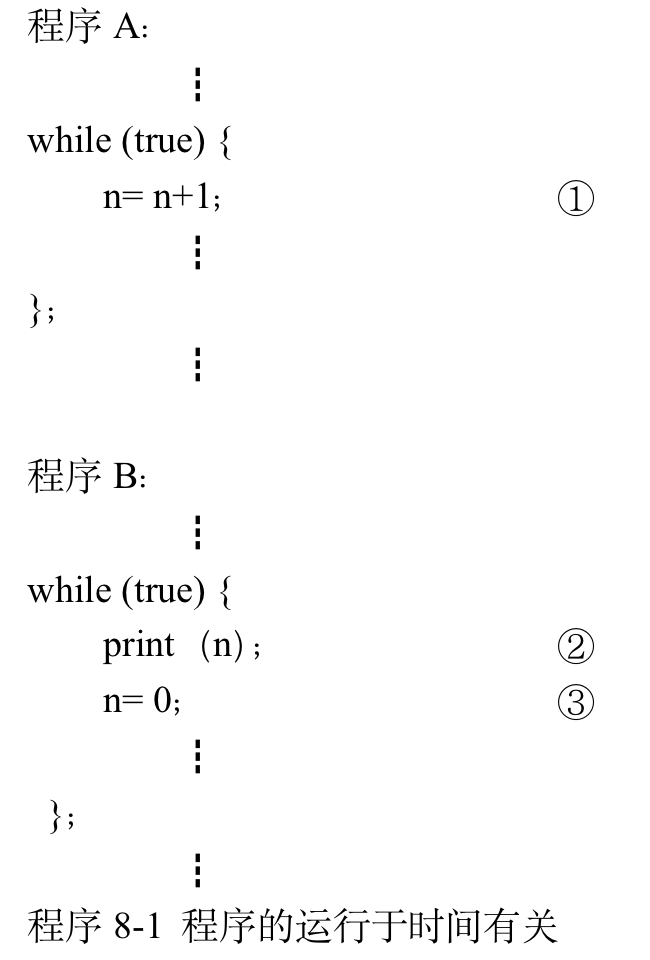 程序 A：
┇
while (true) {
n= n+1; ①
┇
};
┇
程序 B：
┇
while (true) {
print （n）; ②
n= 0; ③
┇
};
┇
程序 8-1 程序的运行于时间有关